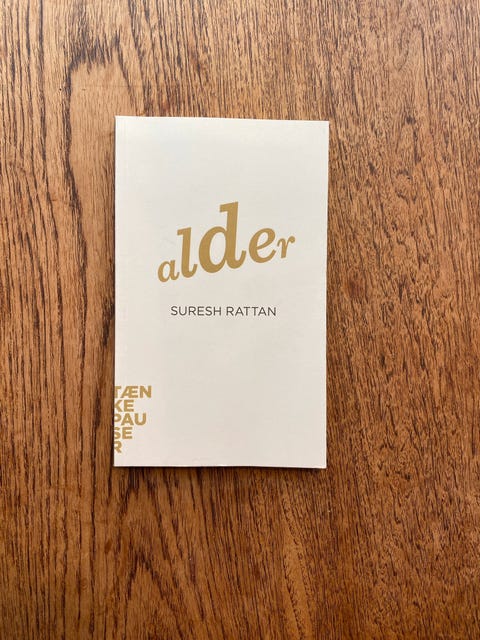 alder
SURESH RATTAN
TÆN
KE
PAU
SE
R